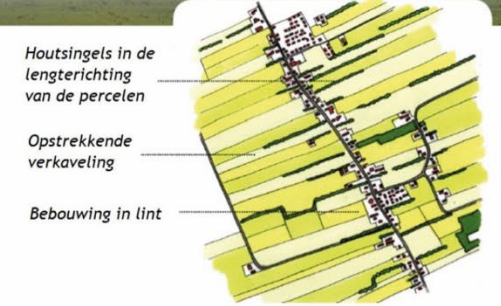 Houtsingels in de
lengterichting
van de percelen
Opstrekkende
verkaveling
Bebouwing in lint